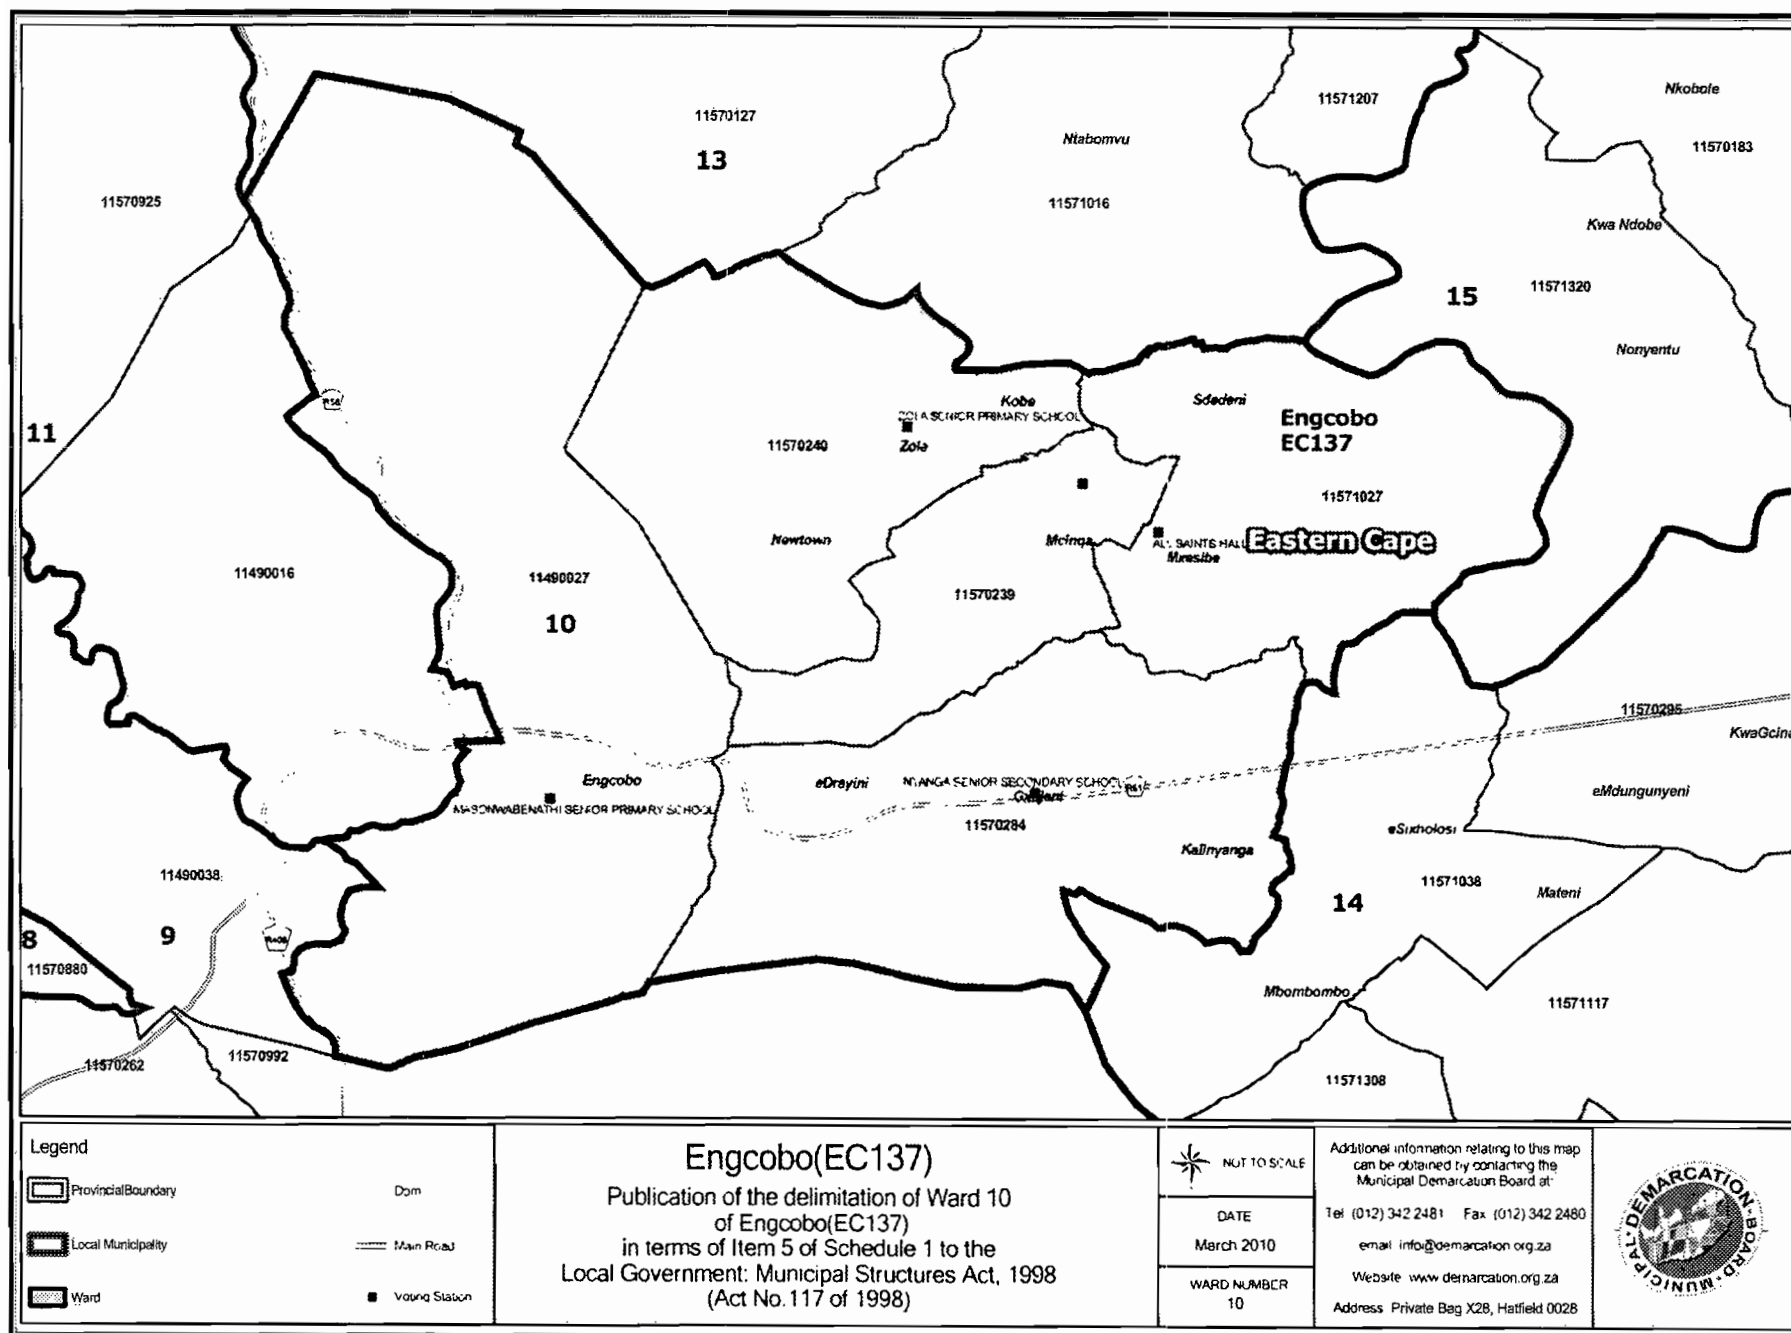 Nkobole
11571207
11570127
Ntabomvu
11570183
13
11570925
11571016
Kwa Ndobe
11571320
15
Nonyentu
R56
Kobe
Sdadeni
ZOLA SENIOR PRIMARY SCHOOL
Engcobo
EC137
11
11570240
Zola
11571027
Newtown
Mcinga
ALL SAINTS HALL
Eastern Cape
11490016
11490027
11570239
10
11570295
KwaGcina
Engcobo
eDrayini
NYANGA SENIOR SECONDARY SCHOOL
R61
eMdungunyeni
MASONWABENATHI SENIOR PRIMARY SCHOOL
11570284
eSixholosi
Kalinyanga
11490038
11571038
Mateni
14
9
8
11570880
Mbombombo
11571117
11570262
11570992
11571308
Legend
Provincial Boundary
Local Municipality
Ward
Dam
Main Road
Voting Station
Engcobo(EC137)
Publication of the delimitation of Ward 10
of Engcobo(EC137)
in terms of Item 5 of Schedule 1 to the
Local Government: Municipal Structures Act, 1998
(Act No.117 of 1998)
NOT TO SCALE
DATE
March 2010
WARD NUMBER
10
Additional information relating to this map
can be obtained by contacting the
Municipal Demarcation Board at:
Tel (012) 342 2481 Fax (012) 342 2480
email info@demarcation.org.za
Website www.demarcation.org.za
Address Private Bag X28, Hatfield 0028
MUNICIPAL DEMARCATION BOARD